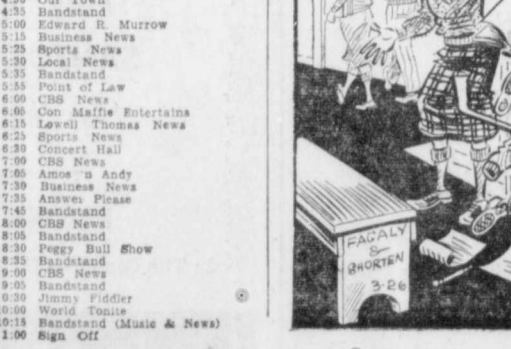 4:30 Our Town
4:35 Bandstand
5:00 Edward R. Murrow
5:15 Business News
5:25 Sports News
5:30 Local News
5:35 Bandstand
5:55 Point of Law
6:00 CBS News
6:05 Con Maffie Entertains
6:15 Lowell Thomas News
6:25 Sports News
6:30 Concert Hall
7:00 CBS News
7:05 Amos 'n Andy
7:30 Business News
7:35 Answer Please
7:45 Bandstand
8:00 CBS News
8:05 Bandstand
8:30 Peggy Bull Show
8:35 Bandstand
9:00 CBS News
9:05 Bandstand
0:30 Jimmy Fiddler
0:00 World Tonite
0:15 Bandstand (Music & News)
1:00 Sign Off
FAGALY
&
SHORTEN
3-26